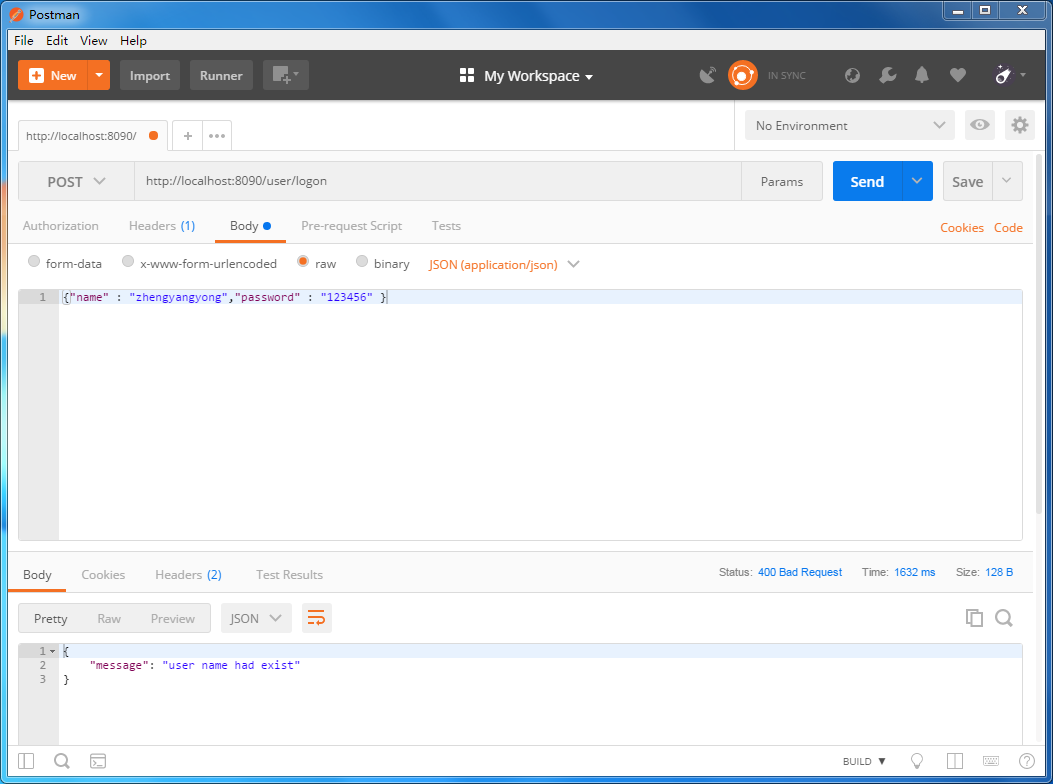 Postman
File Edit View Help
New Import Runner My Workspace IN SYNC
http://localhost:8090/ + No Environment
POST http://localhost:8090/user/logon Params Send Save
Authorization Headers (1) Body Pre-request Script Tests Cookies Code
form-data x-www-form-urlencoded raw binary JSON (application/json)
1 {"name" : "zhengyangyong","password" : "123456" }
Body Cookies Headers (2) Test Results Status: 400 Bad Request Time: 1632 ms Size: 128 B
Pretty Raw Preview JSON
1 {
2 "message": "user name had exist"
3 }
BUILD